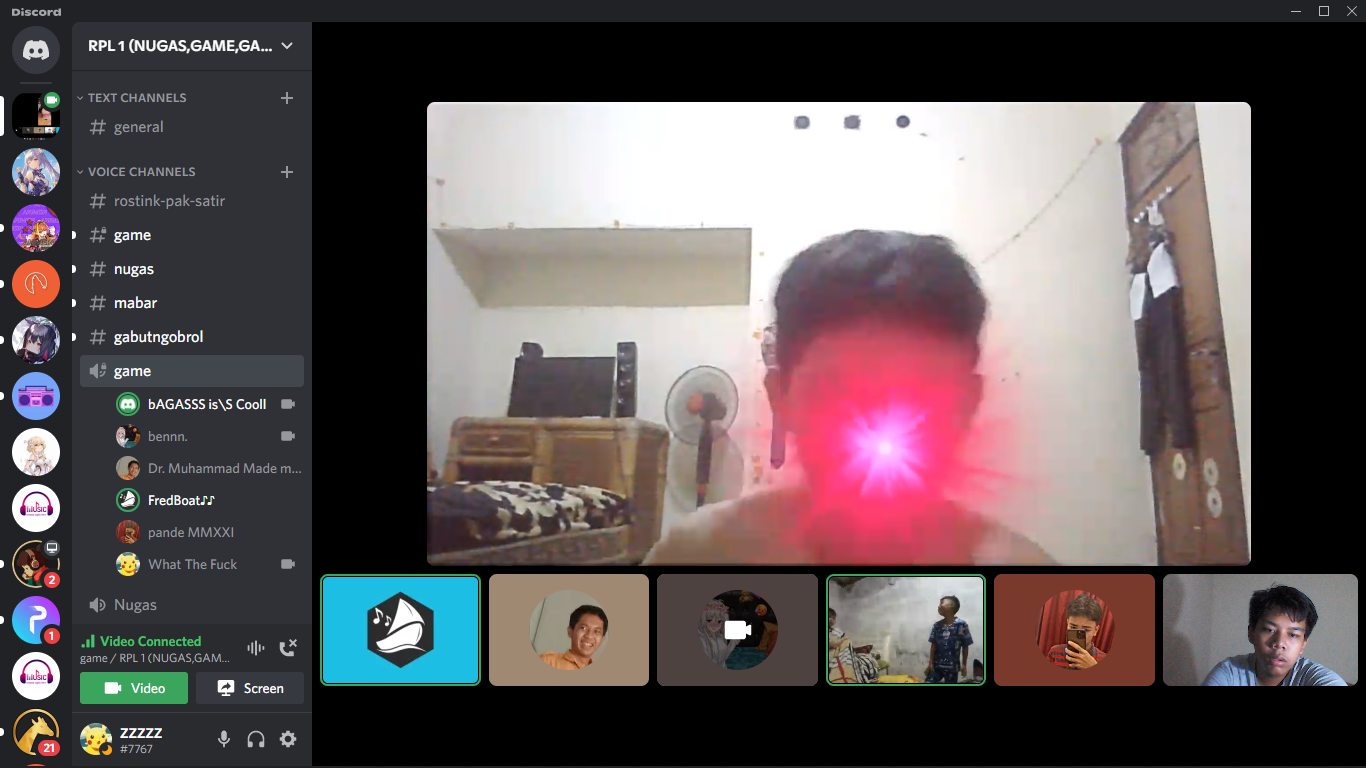 Discord
RPL 1 (NUGAS,GAME,GA...
TEXT CHANNELS
general
VOICE CHANNELS
rostink-pak-satir
game
nugas
mabar
gabutngobrol
game
bAGASSS is\S Cooll
bennn.
Dr. Muhammad Made m...
FredBoat♪♪
pande MMXXI
What The Fuck
Nugas
Video Connected
game / RPL 1 (NUGAS,GAM...
Video
Screen
ZZZZZ
#7767
MUSIC
2
1
MUSIC
21